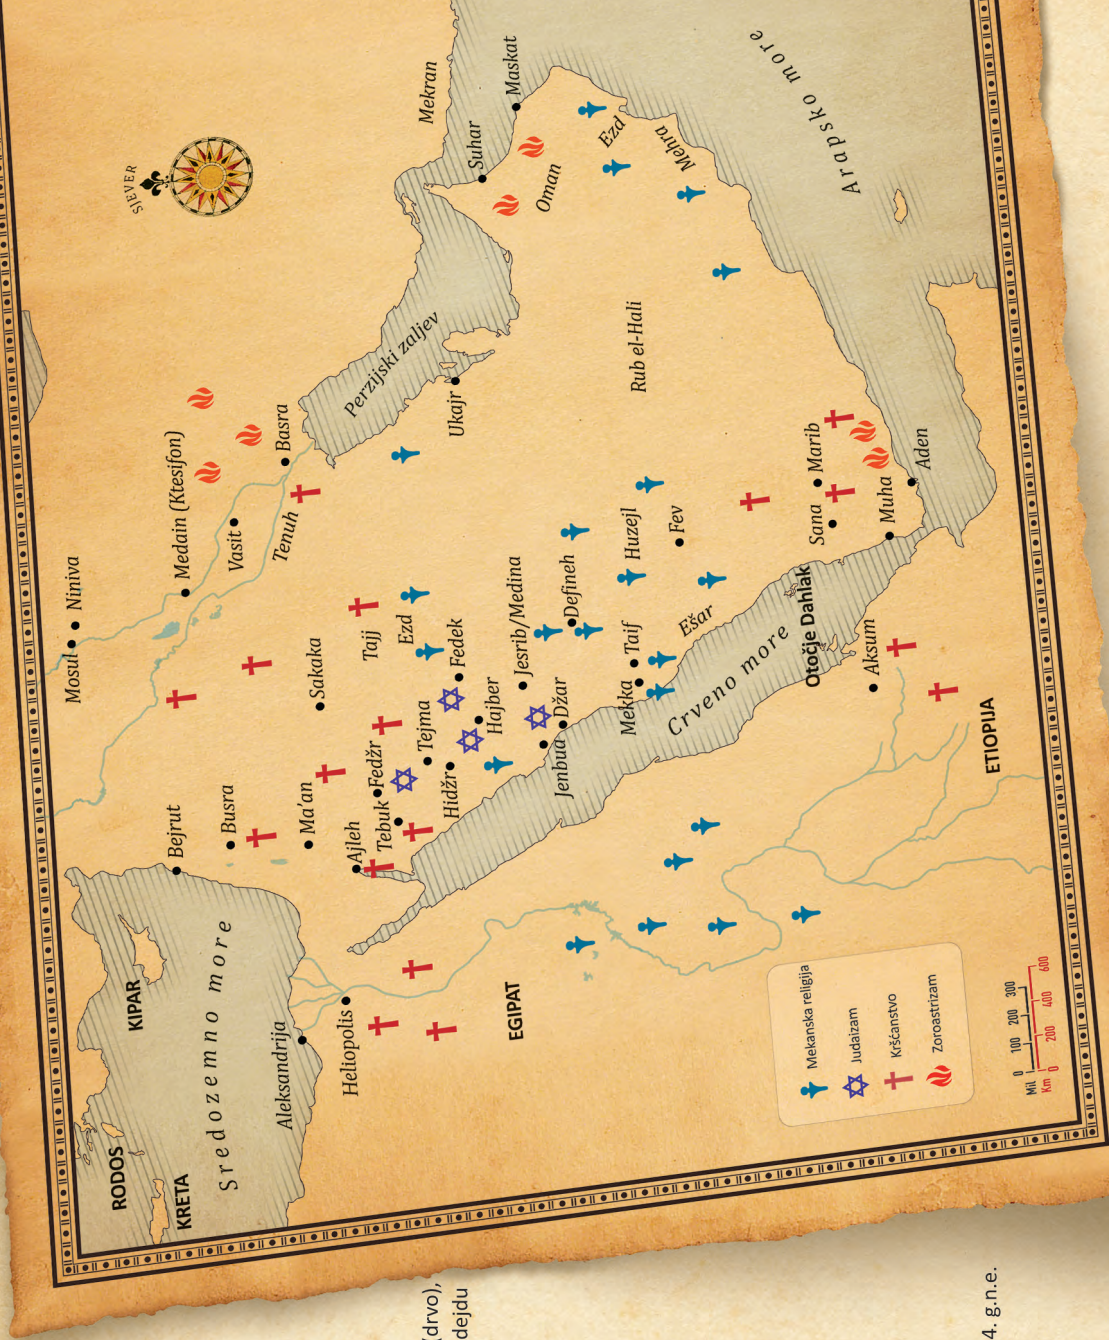 SJEVER
Sredozemno more
RODOS
KRETA
KIPAR
Aleksandrija
Heliopolis
EGIPAT
Bejrut
Busra
Ma'an
Ajleh
Tebuk
Fedžr
Tejma
Hidžr
Hajber
Fedek
Sakaka
Tajj
Ezd
Mosul
Niniva
Medain (Ktesifon)
Vasit
Tenuh
Basra
Perzijski zaljev
Ukajr
Mekran
Suhar
Maskat
Oman
Ezd
Mehra
Arapsko more
Rub el-Hali
Jesrib/Medina
Defineh
Džar
Jenbua
Mekka
Taif
Huzejl
Fev
Ešar
Crveno more
Otočje Dahlak
Sana
Marib
Muha
Aden
Aksum
ETIOPIJA
Mekanska religija
Judaizam
Kršćanstvo
Zoroastrizam
Mil 0 100 200 300
Km 0 200 400 600
(drvo),
dejdu
4. g.n.e.